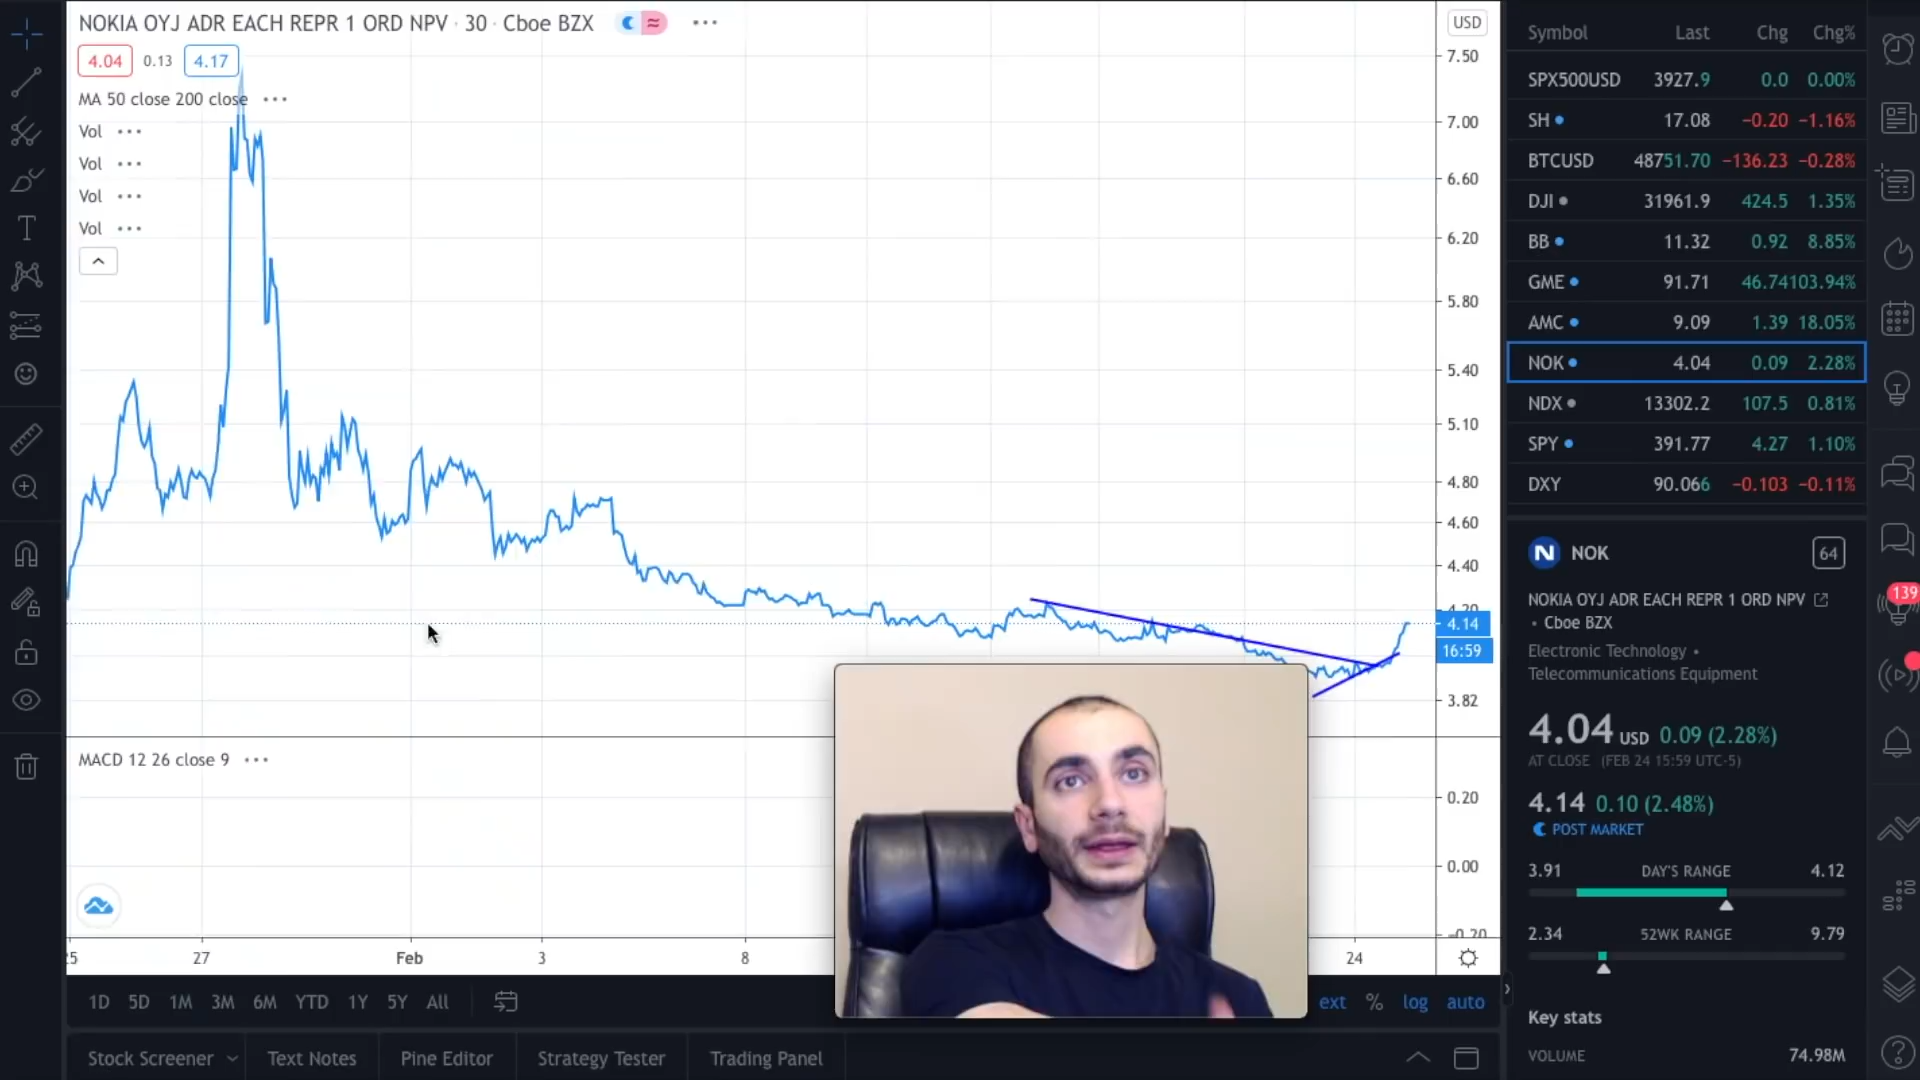 NOKIA OYJ ADR EACH REPR 1 ORD NPV · 30 · Cboe BZX
USD
4.04 0.13 4.17
MA 50 close 200 close
Vol
Vol
Vol
Vol
7.50
7.00
6.60
6.20
5.80
5.40
5.10
4.80
4.60
4.40
4.20
4.14
16:59
3.82
MACD 12 26 close 9
0.20
0.00
-0.20
27 Feb 3 8 24
1D 5D 1M 3M 6M YTD 1Y 5Y All ext % log auto
Stock Screener Text Notes Pine Editor Strategy Tester Trading Panel
Symbol Last Chg Chg%
SPX500USD 3927.9 0.0 0.00%
SH 17.08 −0.20 −1.16%
BTCUSD 48751.70 −136.23 −0.28%
DJI 31961.9 424.5 1.35%
BB 11.32 0.92 8.85%
GME 91.71 46.74 103.94%
AMC 9.09 1.39 18.05%
NOK 4.04 0.09 2.28%
NDX 13302.2 107.5 0.81%
SPY 391.77 4.27 1.10%
DXY 90.066 −0.103 −0.11%
N NOK 64
NOKIA OYJ ADR EACH REPR 1 ORD NPV
• Cboe BZX
Electronic Technology •
Telecommunications Equipment
4.04 USD 0.09 (2.28%)
AT CLOSE (FEB 24 15:59 UTC-5)
4.14 0.10 (2.48%)
POST MARKET
3.91 DAY'S RANGE 4.12
2.34 52WK RANGE 9.79
Key stats
VOLUME 74.98M
139